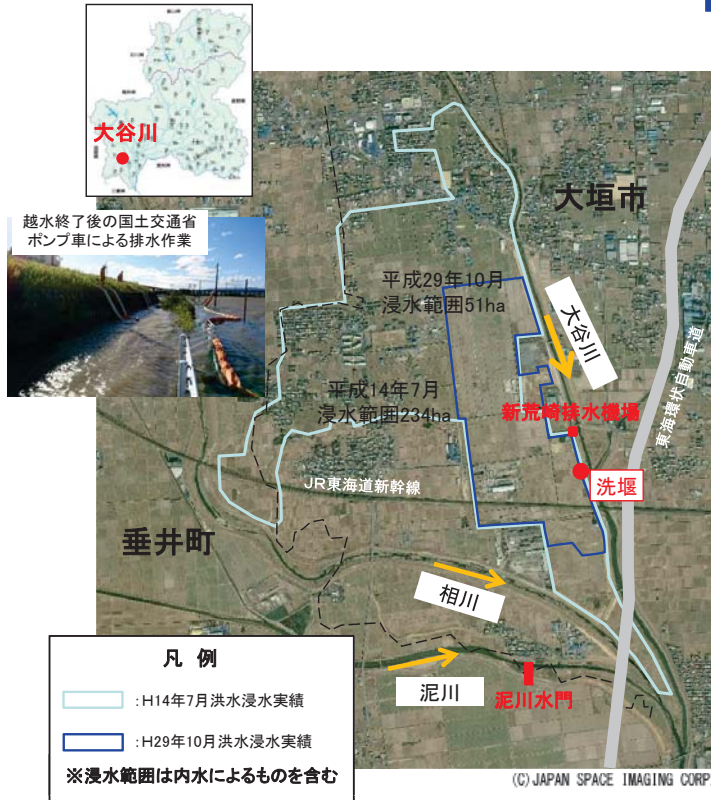 大谷川
越水終了後の国土交通省
ポンプ車による排水作業
大垣市
平成29年10月
浸水範囲51ha
大谷川
平成14年7月
浸水範囲234ha
新荒崎排水機場
東海環状自動車道
洗堰
JR東海道新幹線
垂井町
相川
泥川
泥川水門
凡 例
:H14年7月洪水浸水実績
:H29年10月洪水浸水実績
※浸水範囲は内水によるものを含む
(C)JAPAN SPACE IMAGING CORP